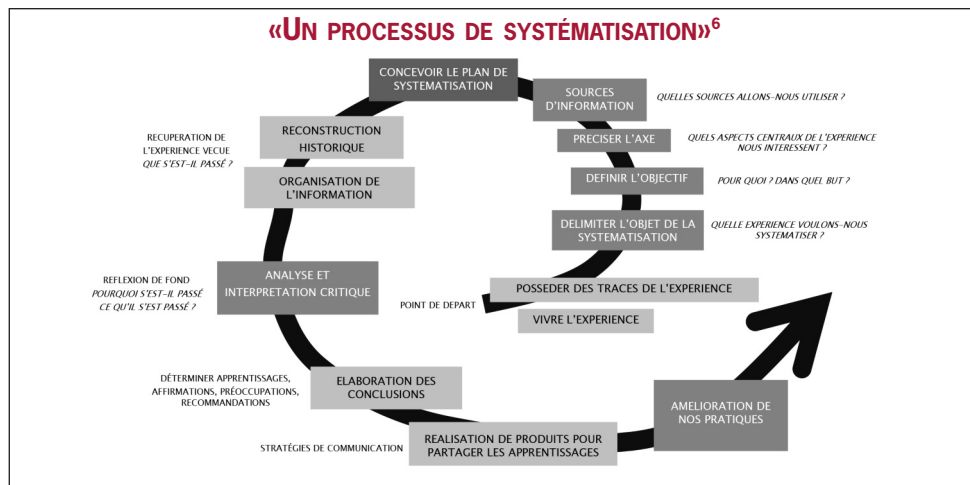 «UN PROCESSUS DE SYSTÉMATISATION»⁶
CONCEVOIR LE PLAN DE
SYSTEMATISATION
SOURCES
D'INFORMATION
QUELLES SOURCES ALLONS-NOUS UTILISER ?
PRECISER L'AXE
QUELS ASPECTS CENTRAUX DE L'EXPERIENCE
NOUS INTERESSENT ?
DEFINIR L'OBJECTIF
POUR QUOI ? DANS QUEL BUT ?
DELIMITER L'OBJET DE LA
SYSTEMATISATION
QUELLE EXPERIENCE VOULONS-NOUS
SYSTEMATISER ?
POSSEDER DES TRACES DE L'EXPERIENCE
POINT DE DEPART
VIVRE L'EXPERIENCE
RECONSTRUCTION
HISTORIQUE
RECUPERATION DE
L'EXPERIENCE VECUE
QUE S'EST-IL PASSÉ ?
ORGANISATION DE
L'INFORMATION
ANALYSE ET
INTERPRETATION CRITIQUE
REFLEXION DE FOND
POURQUOI S'EST-IL PASSÉ
CE QU'IL S'EST PASSÉ ?
ELABORATION DES
CONCLUSIONS
DÉTERMINER APPRENTISSAGES,
AFFIRMATIONS, PRÉOCCUPATIONS,
RECOMMANDATIONS
REALISATION DE PRODUITS POUR
PARTAGER LES APPRENTISSAGES
STRATÉGIES DE COMMUNICATION
AMELIORATION DE
NOS PRATIQUES